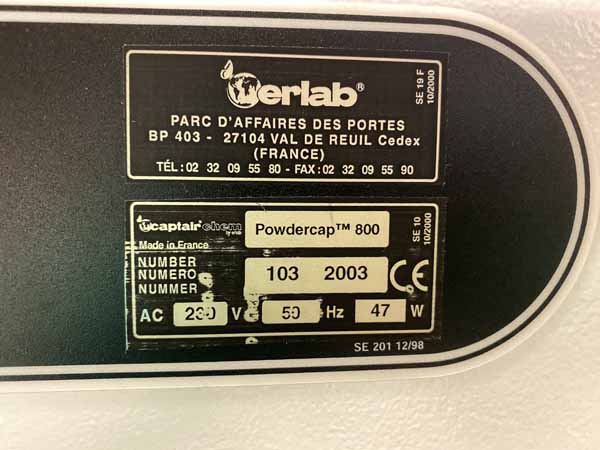 erlab®
PARC D'AFFAIRES DES PORTES
BP 403 - 27104 VAL DE REUIL Cedex
(FRANCE)
TÉL:02 32 09 55 80 - FAX:02 32 09 55 90
SE 19 F
10/2000
captair chem
by erlab
Made in France
Powdercap™ 800
SE 10
10/2000
NUMBER
NUMERO
NUMMER
103 2003
CE
AC 230 V 50 Hz 47 W
SE 201 12/98